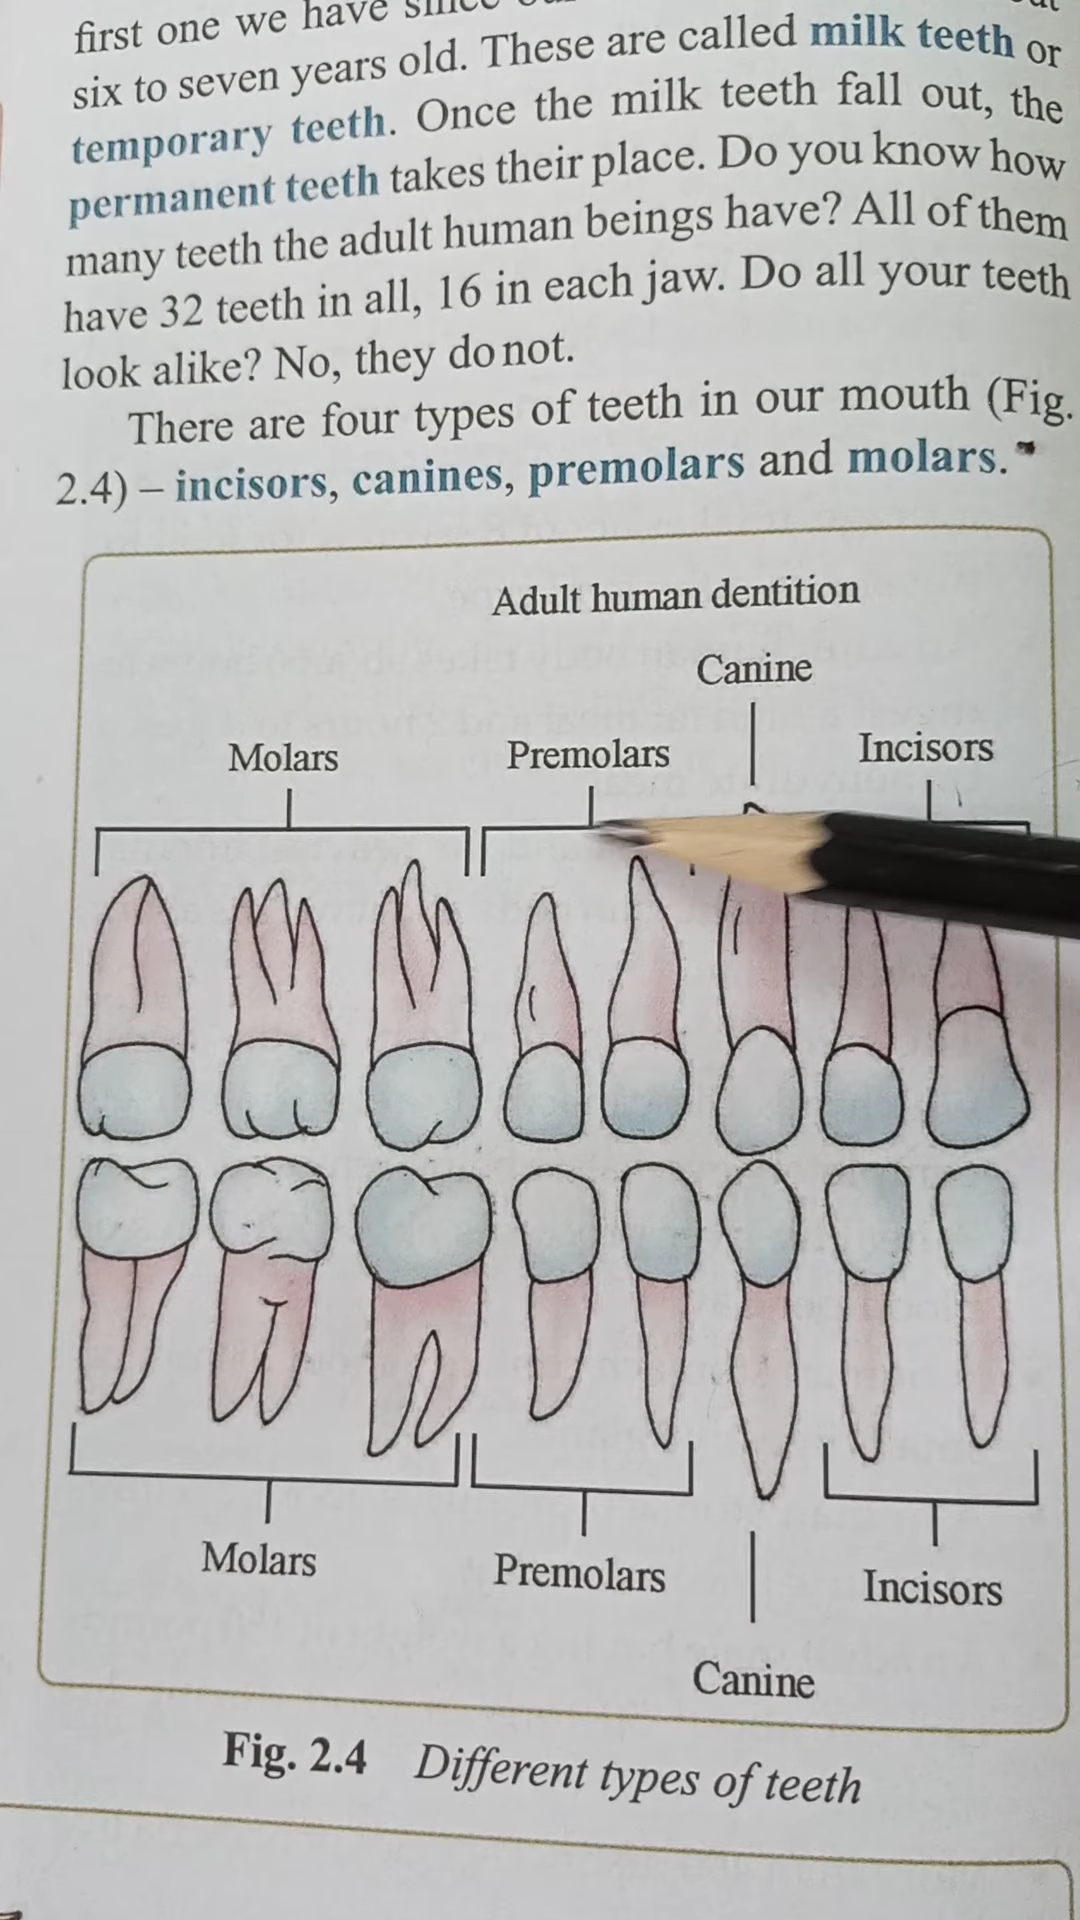 first one we have
six to seven years old. These are called milk teeth or
temporary teeth. Once the milk teeth fall out, the
permanent teeth takes their place. Do you know how
many teeth the adult human beings have? All of them
have 32 teeth in all, 16 in each jaw. Do all your teeth
look alike? No, they do not.
There are four types of teeth in our mouth (Fig.
2.4) – incisors, canines, premolars and molars.
Adult human dentition
Canine
Molars Premolars Incisors
Molars Premolars Incisors
Canine
Fig. 2.4 Different types of teeth